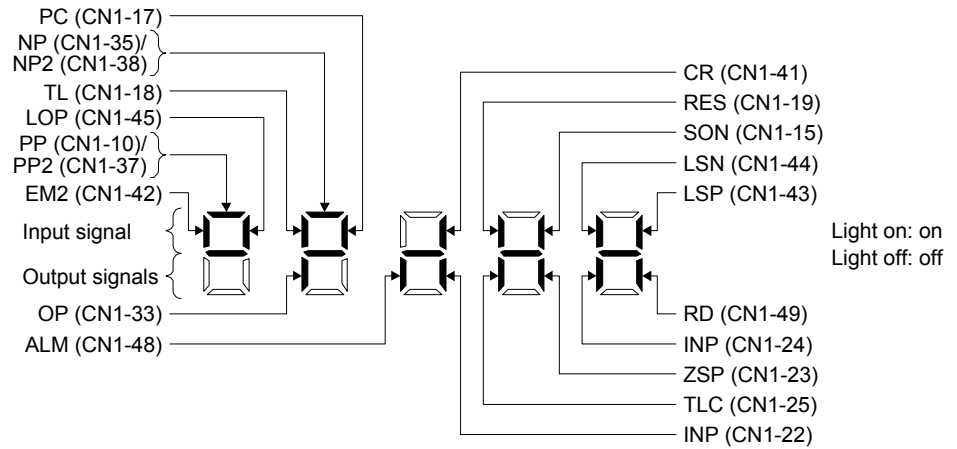 PC (CN1-17)
NP (CN1-35)/
NP2 (CN1-38)
TL (CN1-18)
LOP (CN1-45)
PP (CN1-10)/
PP2 (CN1-37)
EM2 (CN1-42)
Input signal
Output signals
OP (CN1-33)
ALM (CN1-48)
CR (CN1-41)
RES (CN1-19)
SON (CN1-15)
LSN (CN1-44)
LSP (CN1-43)
Light on: on
Light off: off
RD (CN1-49)
INP (CN1-24)
ZSP (CN1-23)
TLC (CN1-25)
INP (CN1-22)